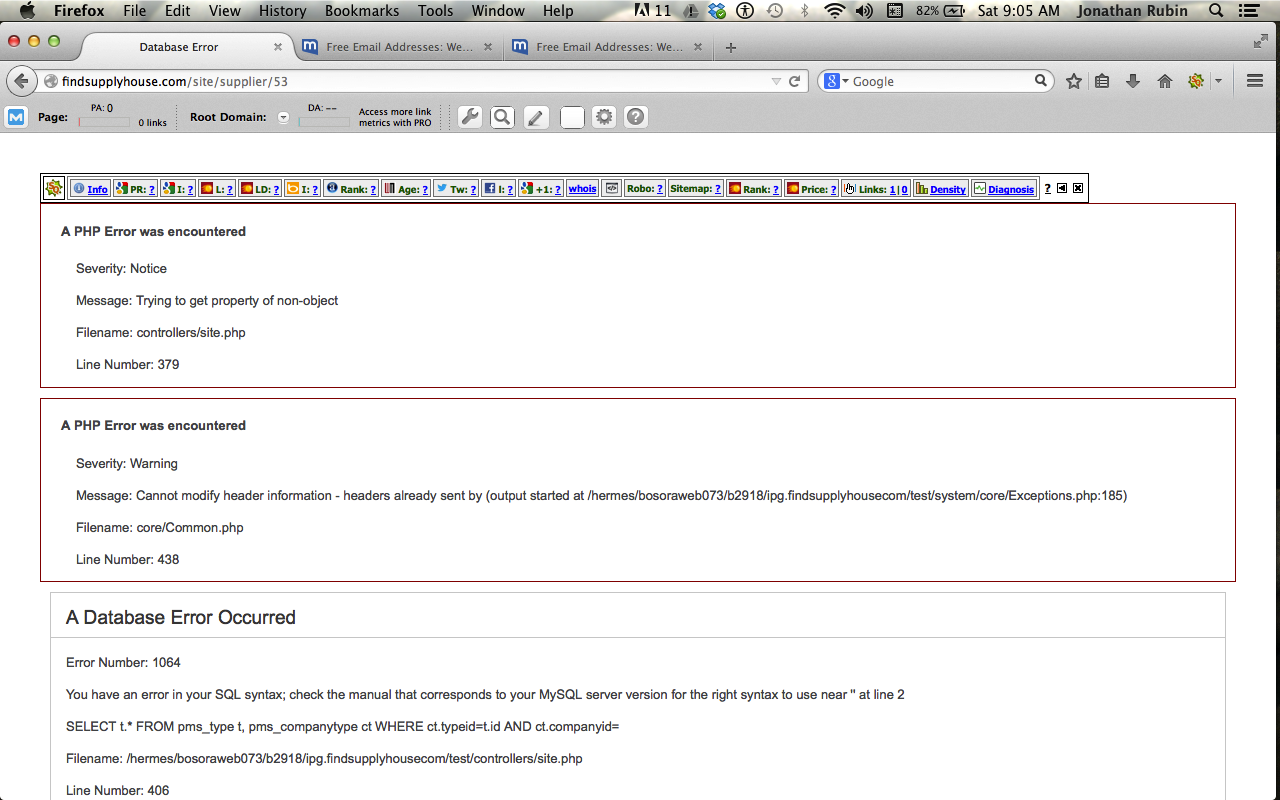 Firefox File Edit View History Bookmarks Tools Window Help 11 82% Sat 9:05 AM Jonathan Rubin
Database Error Free Email Addresses: We... Free Email Addresses: We...
findsupplyhouse.com/site/supplier/53 Google
Page: PA: 0 0 links Root Domain: DA: -- Access more link metrics with PRO
Info PR: ? I: ? L: ? LD: ? I: ? Rank: ? Age: ? Tw: ? I: ? +1: ? whois Robo: ? Sitemap: ? Rank: ? Price: ? Links: 1|0 Density Diagnosis ?
A PHP Error was encountered
Severity: Notice
Message: Trying to get property of non-object
Filename: controllers/site.php
Line Number: 379
A PHP Error was encountered
Severity: Warning
Message: Cannot modify header information - headers already sent by (output started at /hermes/bosoraweb073/b2918/ipg.findsupplyhousecom/test/system/core/Exceptions.php:185)
Filename: core/Common.php
Line Number: 438
A Database Error Occurred
Error Number: 1064
You have an error in your SQL syntax; check the manual that corresponds to your MySQL server version for the right syntax to use near '' at line 2
SELECT t.* FROM pms_type t, pms_companytype ct WHERE ct.typeid=t.id AND ct.companyid=
Filename: /hermes/bosoraweb073/b2918/ipg.findsupplyhousecom/test/controllers/site.php
Line Number: 406